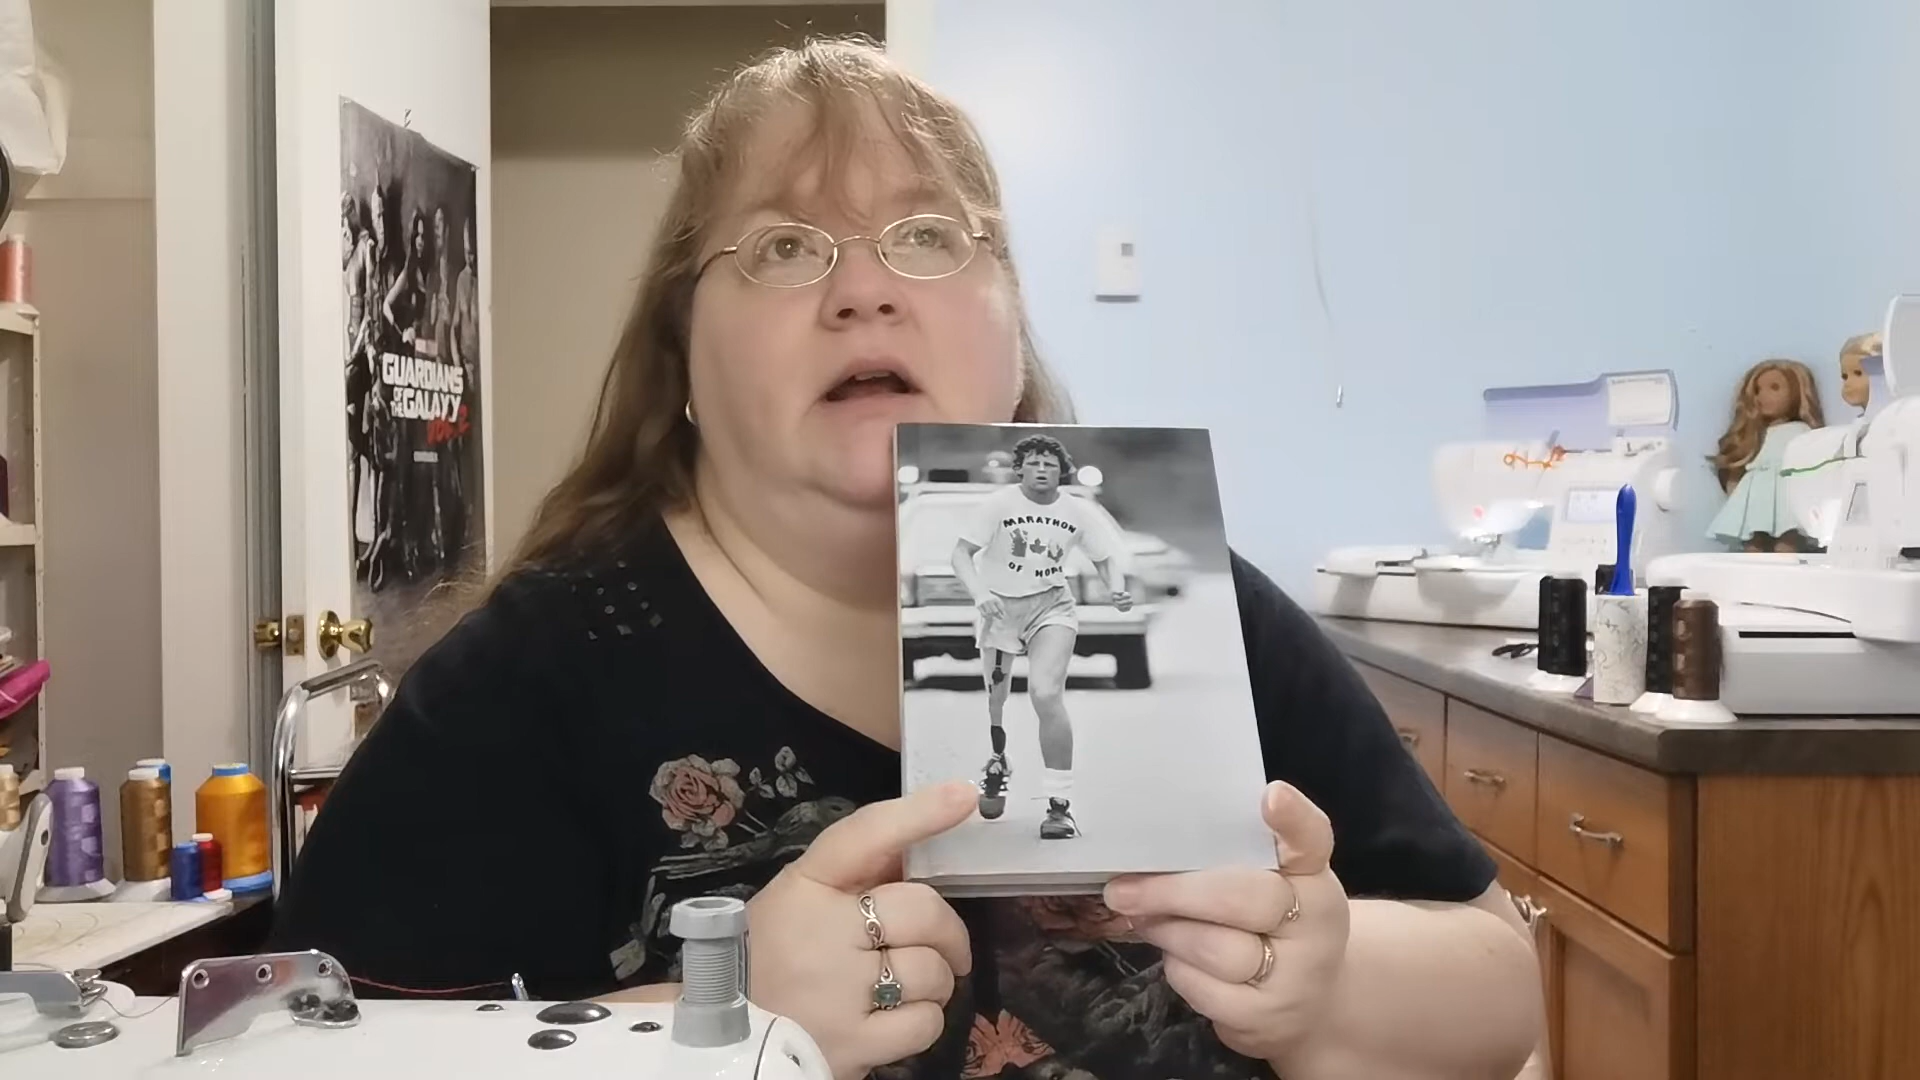 GUARDIANS
OF
THE GALAXY
VOL. 2
MARATHON
OF HOPE